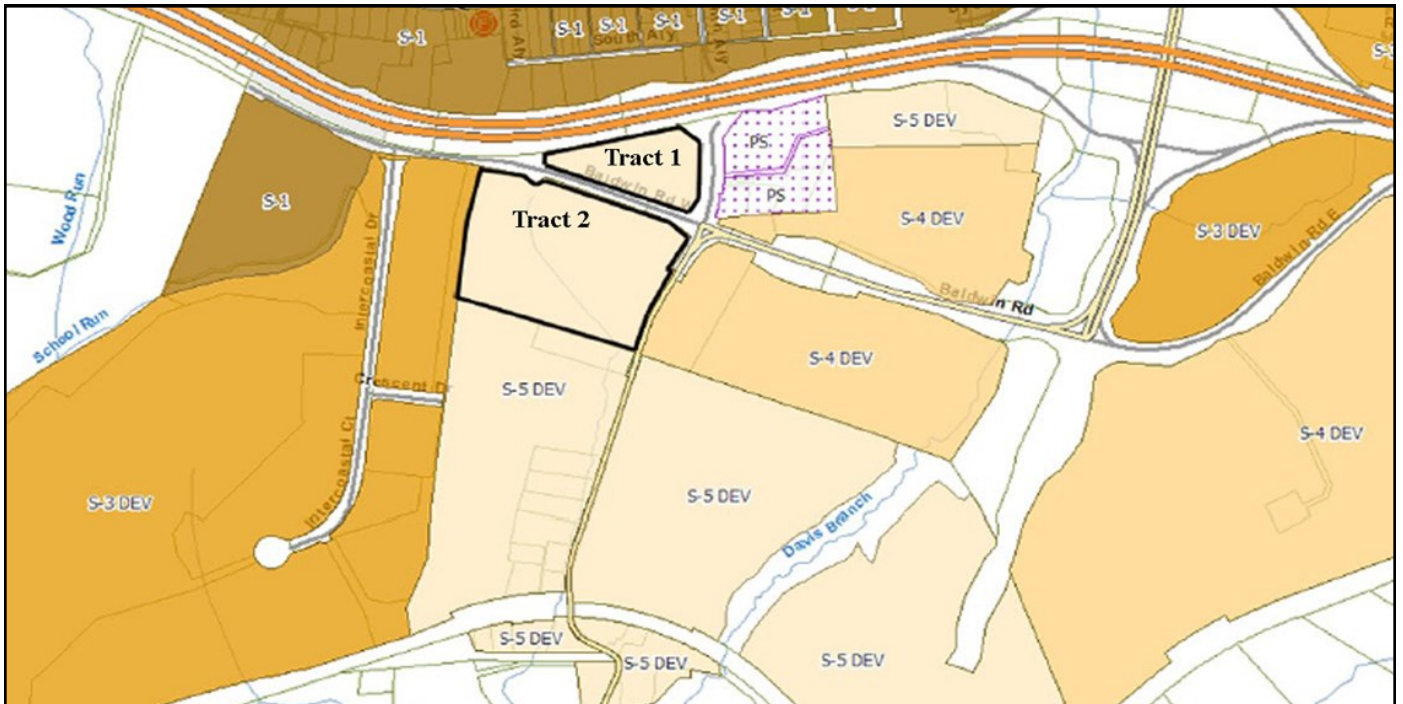 S-1
S-1
S-1
S-1
S-1
S-1
S-1
South Aly
Tract 1
Baldwin Rd W
PS
PS
S-5 DEV
S-1
Wood Run
Intercoastal Dr
Tract 2
S-4 DEV
S-3 DEV
Baldwin Rd E
Baldwin Rd
School Run
Crescent Dr
S-5 DEV
S-4 DEV
S-4 DEV
Intercoastal Ct
S-3 DEV
S-5 DEV
Davis Branch
S-5 DEV
S-5 DEV
S-5 DEV